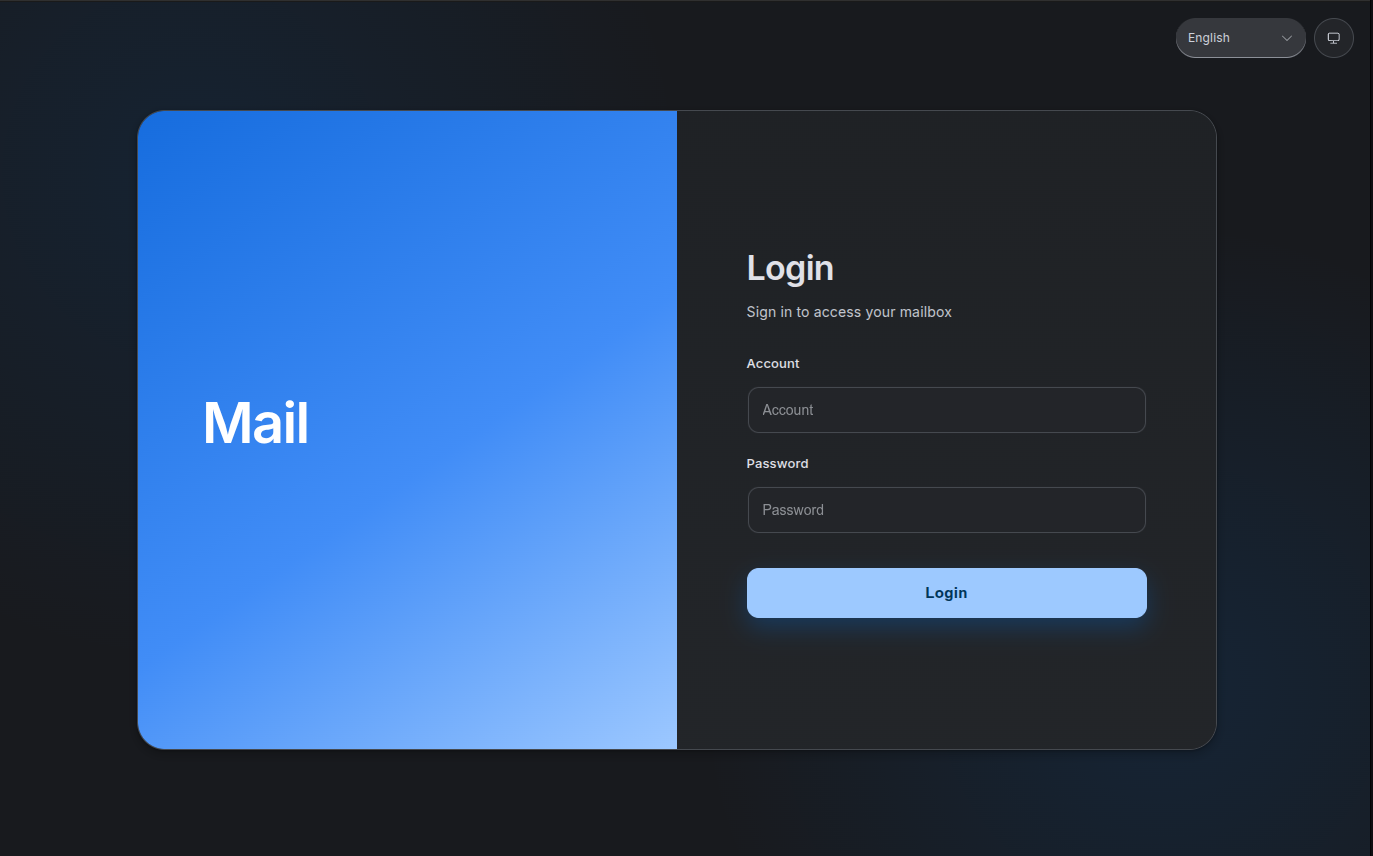 English
Mail
Login
Sign in to access your mailbox
Account
Account
Password
Password
Login